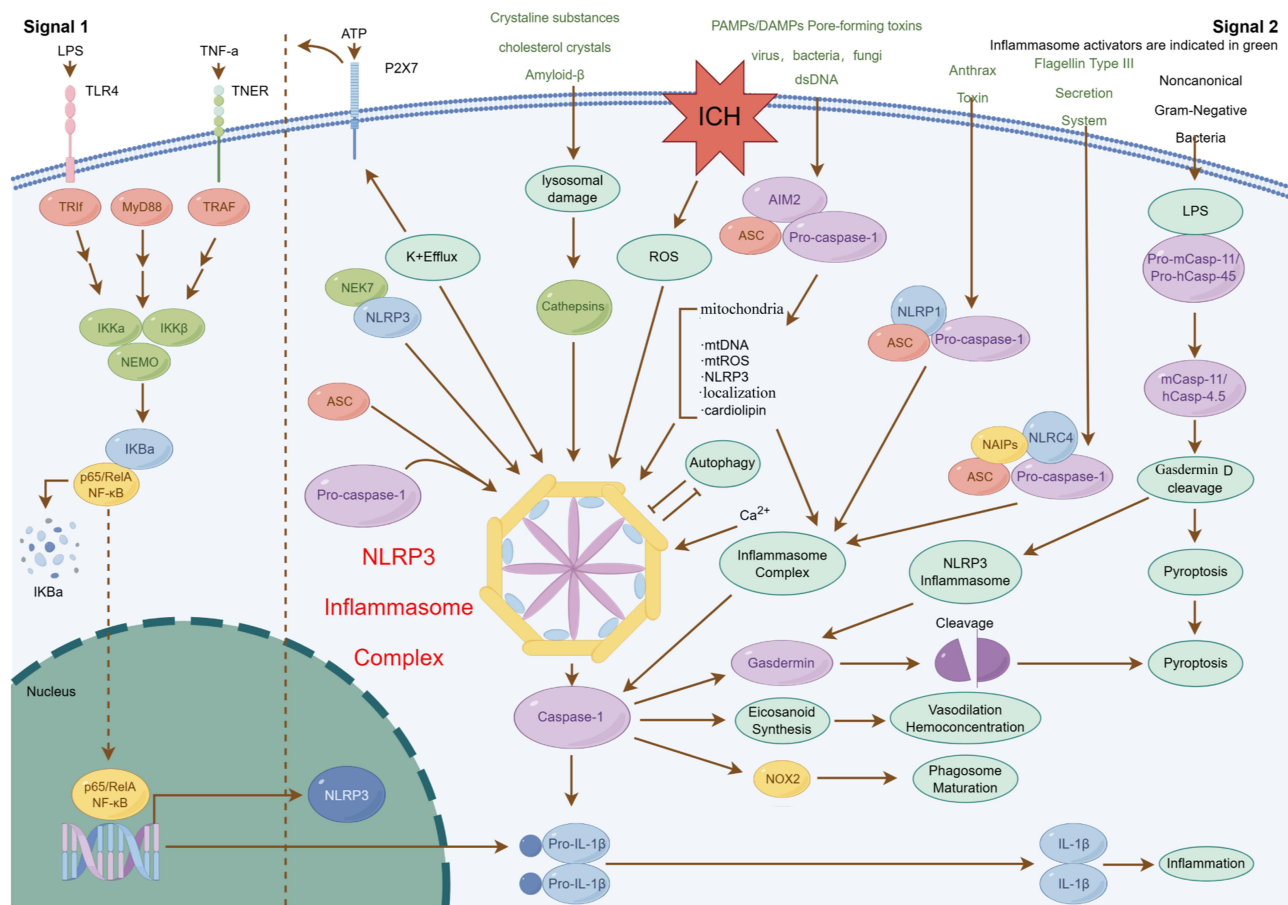 Signal 1
LPS
TLR4
TNF-a
TNER
ATP
P2X7
Crystaline substances
cholesterol crystals
Amyloid-β
ICH
PAMPs/DAMPs Pore-forming toxins
virus, bacteria, fungi
dsDNA
Anthrax
Toxin
Signal 2
Inflammasome activators are indicated in green
Flagellin Type III
Secretion
System
Noncanonical
Gram-Negative
Bacteria
TRIf
MyD88
TRAF
IKKa
IKKβ
NEMO
IKBa
p65/RelA
NF-κB
IKBa
K+Efflux
NEK7
NLRP3
ASC
Pro-caspase-1
lysosomal
damage
Cathepsins
ROS
AIM2
ASC
Pro-caspase-1
mitochondria
·mtDNA
·mtROS
·NLRP3
·localization
·cardiolipin
NLRP1
ASC
Pro-caspase-1
NAIPs
NLRC4
ASC
Pro-caspase-1
LPS
Pro-mCasp-11/
Pro-hCasp-45
mCasp-11/
hCasp-4.5
Gasdermin D
cleavage
Pyroptosis
Pyroptosis
Autophagy
Ca2+
Inflammasome
Complex
NLRP3
Inflammasome
NLRP3
Inflammasome
Complex
Cleavage
Gasdermin
Caspase-1
Eicosanoid
Synthesis
Vasodilation
Hemoconcentration
NOX2
Phagosome
Maturation
Nucleus
p65/RelA
NF-κB
NLRP3
Pro-IL-1β
Pro-IL-1β
IL-1β
IL-1β
Inflammation